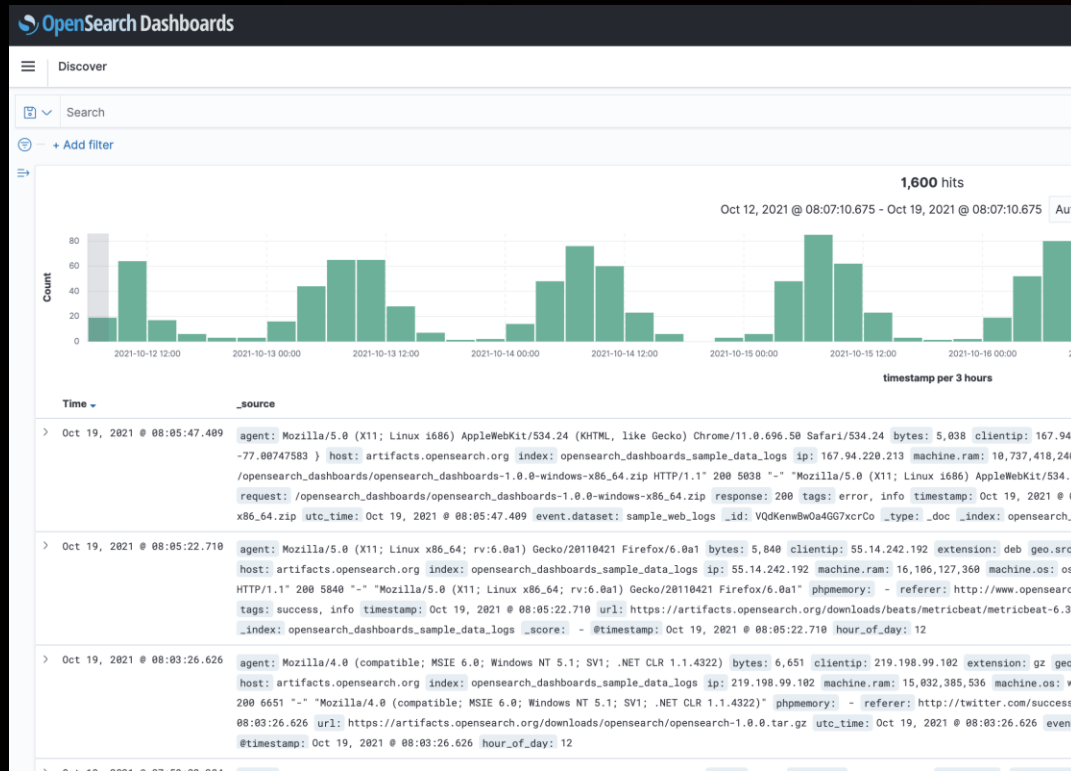 OpenSearch Dashboards
Discover
Search
+ Add filter
1,600 hits
Oct 12, 2021 @ 08:07:10.675 - Oct 19, 2021 @ 08:07:10.675 Au
Count
80
60
40
20
0
2021-10-12 12:00 2021-10-13 00:00 2021-10-13 12:00 2021-10-14 00:00 2021-10-14 12:00 2021-10-15 00:00 2021-10-15 12:00 2021-10-16 00:00
timestamp per 3 hours
Time _source
Oct 19, 2021 @ 08:05:47.409 agent: Mozilla/5.0 (X11; Linux i686) AppleWebKit/534.24 (KHTML, like Gecko) Chrome/11.0.696.50 Safari/534.24 bytes: 5,038 clientip: 167.94
-77.00747583 } host: artifacts.opensearch.org index: opensearch_dashboards_sample_data_logs ip: 167.94.220.213 machine.ram: 10,737,418,240
/opensearch_dashboards/opensearch_dashboards-1.0.0-windows-x86_64.zip HTTP/1.1" 200 5038 "-" "Mozilla/5.0 (X11; Linux i686) AppleWebKit/534.
request: /opensearch_dashboards/opensearch_dashboards-1.0.0-windows-x86_64.zip response: 200 tags: error, info timestamp: Oct 19, 2021 @
x86_64.zip utc_time: Oct 19, 2021 @ 08:05:47.409 event.dataset: sample_web_logs _id: VQdKenwBwOa4GG7xcrCo _type: _doc _index: opensearch_
Oct 19, 2021 @ 08:05:22.710 agent: Mozilla/5.0 (X11; Linux x86_64; rv:6.0a1) Gecko/20110421 Firefox/6.0a1 bytes: 5,840 clientip: 55.14.242.192 extension: deb geo.src
host: artifacts.opensearch.org index: opensearch_dashboards_sample_data_logs ip: 55.14.242.192 machine.ram: 16,106,127,360 machine.os: os
HTTP/1.1" 200 5840 "-" "Mozilla/5.0 (X11; Linux x86_64; rv:6.0a1) Gecko/20110421 Firefox/6.0a1" phpmemory: - referer: http://www.opensearc
tags: success, info timestamp: Oct 19, 2021 @ 08:05:22.710 url: https://artifacts.opensearch.org/downloads/beats/metricbeat/metricbeat-6.3
_index: opensearch_dashboards_sample_data_logs _score: - @timestamp: Oct 19, 2021 @ 08:05:22.710 hour_of_day: 12
Oct 19, 2021 @ 08:03:26.626 agent: Mozilla/4.0 (compatible; MSIE 6.0; Windows NT 5.1; SV1; .NET CLR 1.1.4322) bytes: 6,651 clientip: 219.198.99.102 extension: gz geo
host: artifacts.opensearch.org index: opensearch_dashboards_sample_data_logs ip: 219.198.99.102 machine.ram: 15,032,385,536 machine.os: w
200 6651 "-" "Mozilla/4.0 (compatible; MSIE 6.0; Windows NT 5.1; SV1; .NET CLR 1.1.4322)" phpmemory: - referer: http://twitter.com/success
08:03:26.626 url: https://artifacts.opensearch.org/downloads/opensearch/opensearch-1.0.0.tar.gz utc_time: Oct 19, 2021 @ 08:03:26.626 even
@timestamp: Oct 19, 2021 @ 08:03:26.626 hour_of_day: 12